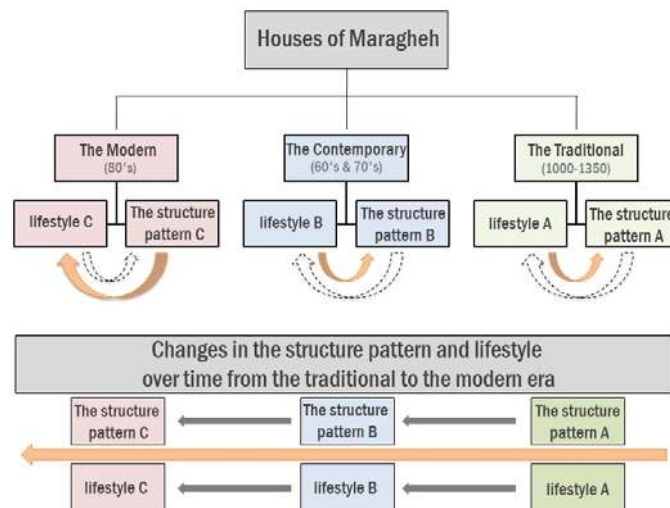 Houses of Maragheh
The Modern
(80's)
The Contemporary
(60's & 70's)
The Traditional
(1000-1350)
lifestyle C
The structure
pattern C
lifestyle B
The structure
pattern B
lifestyle A
The structure
pattern A
Changes in the structure pattern and lifestyle
over time from the traditional to the modern era
The structure
pattern C
The structure
pattern B
The structure
pattern A
lifestyle C
lifestyle B
lifestyle A